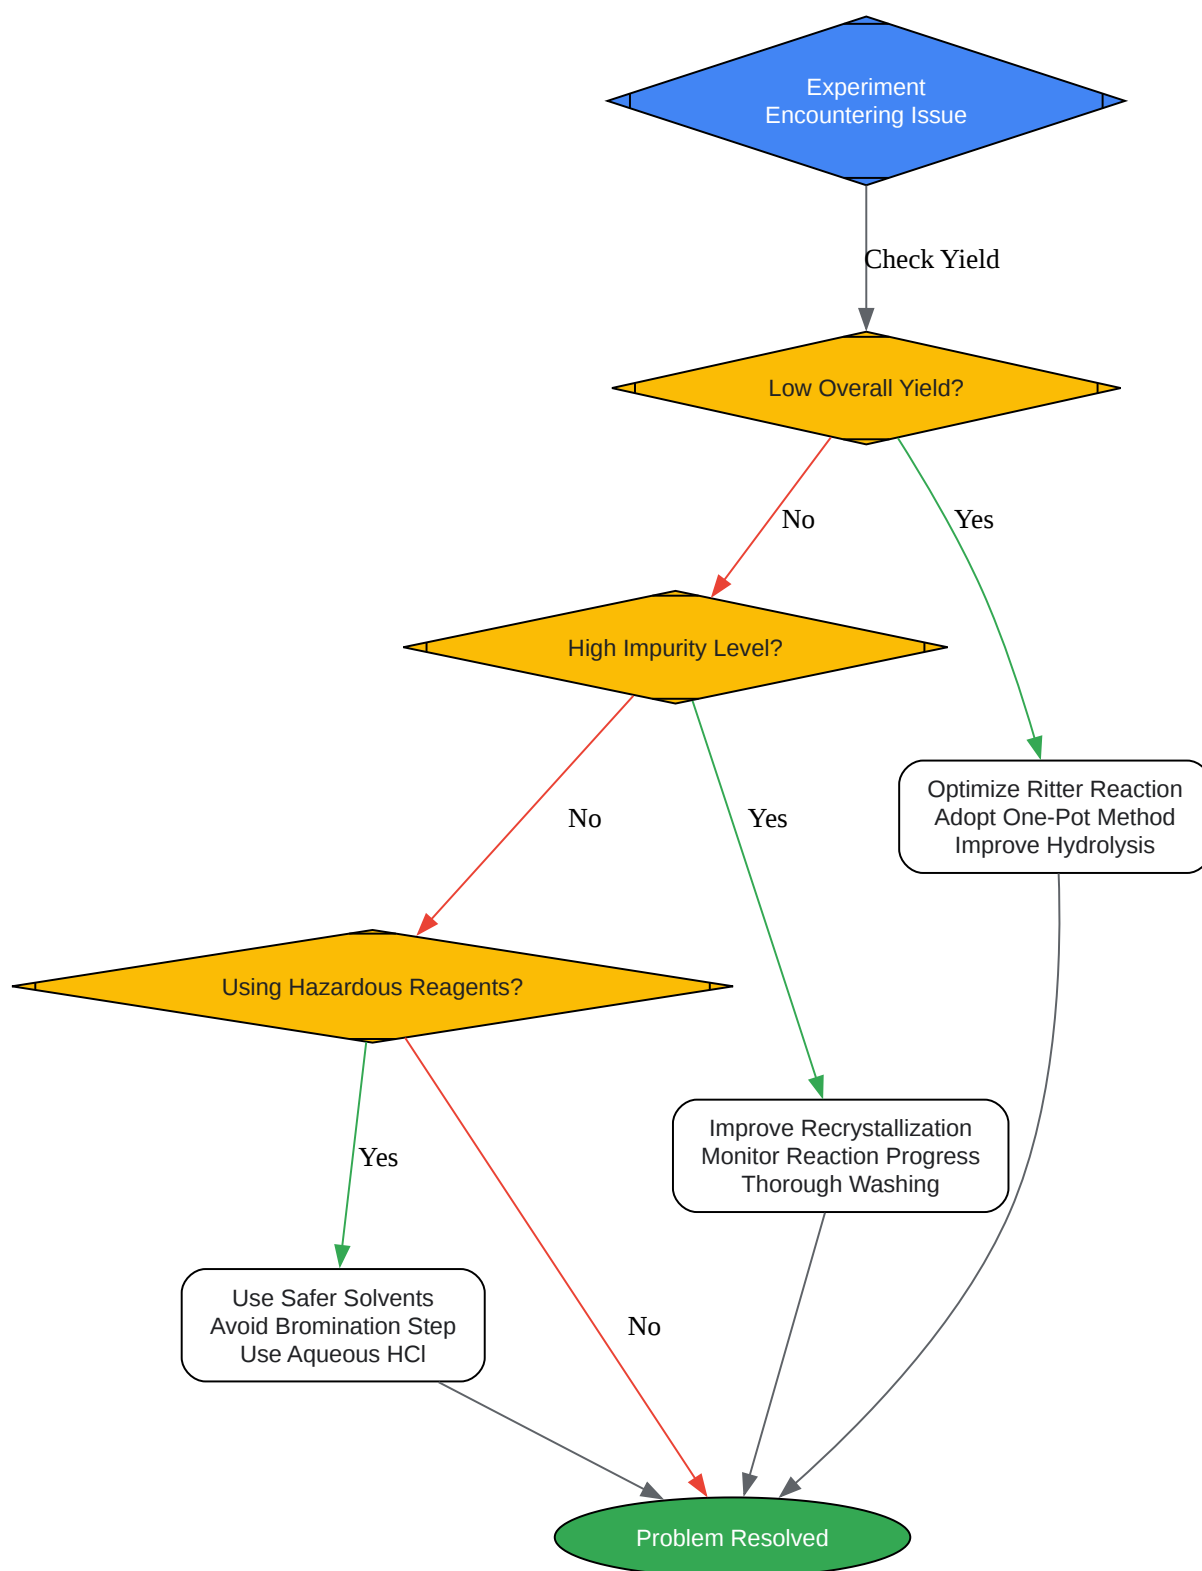 Experiment
Encountering Issue
Check Yield
Low Overall Yield?
No
Yes
High Impurity Level?
No
Yes
Optimize Ritter Reaction
Adopt One-Pot Method
Improve Hydrolysis
Using Hazardous Reagents?
Yes
No
Improve Recrystallization
Monitor Reaction Progress
Thorough Washing
Use Safer Solvents
Avoid Bromination Step
Use Aqueous HCl
Problem Resolved